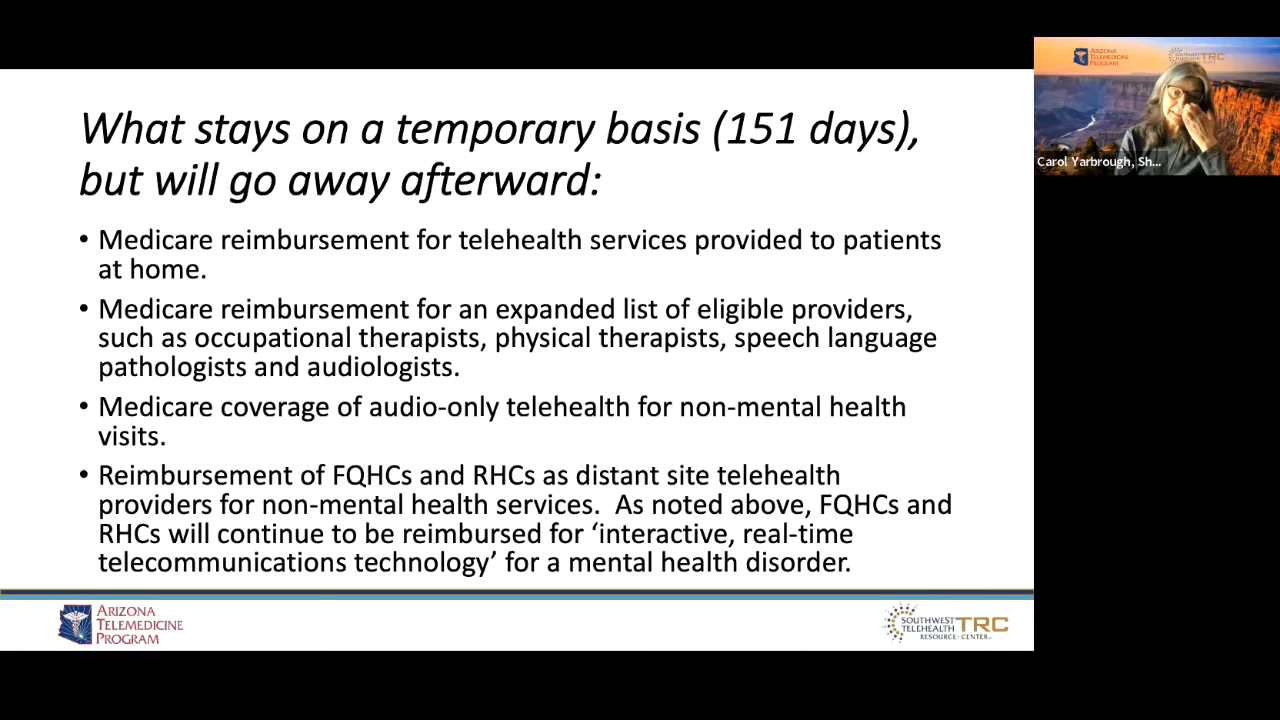 What stays on a temporary basis (151 days),
but will go away afterward:
• Medicare reimbursement for telehealth services provided to patients
at home.
• Medicare reimbursement for an expanded list of eligible providers,
such as occupational therapists, physical therapists, speech language
pathologists and audiologists.
• Medicare coverage of audio-only telehealth for non-mental health
visits.
• Reimbursement of FQHCs and RHCs as distant site telehealth
providers for non-mental health services.  As noted above, FQHCs and
RHCs will continue to be reimbursed for ‘interactive, real-time
telecommunications technology’ for a mental health disorder.
ARIZONA
TELEMEDICINE
PROGRAM
SOUTHWEST
TELEHEALTH
RESOURCE CENTER
TRC
ARIZONA
TELEMEDICINE
PROGRAM
TRC
Carol Yarbrough, Sh...